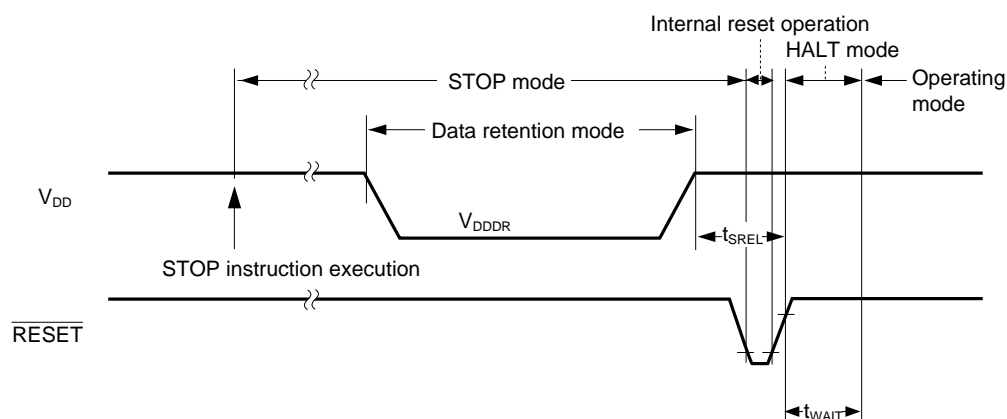 Internal reset operation
HALT mode
STOP mode
Operating
mode
Data retention mode
VDD
VDDDR
tSREL
STOP instruction execution
RESET
tWAIT